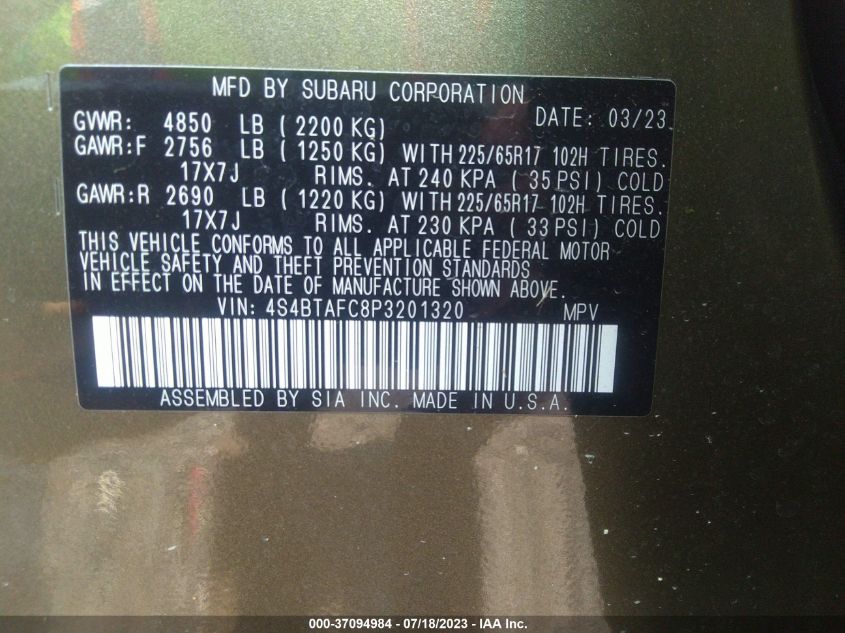 MFD BY SUBARU CORPORATION
DATE: 03/23
GVWR: 4850 LB (2200 KG)
GAWR:F 2756 LB (1250 KG) WITH 225/65R17 102H TIRES.
17X7J RIMS. AT 240 KPA (35 PSI) COLD
GAWR:R 2690 LB (1220 KG) WITH 225/65R17 102H TIRES.
17X7J RIMS. AT 230 KPA (33 PSI) COLD
THIS VEHICLE CONFORMS TO ALL APPLICABLE FEDERAL MOTOR
VEHICLE SAFETY AND THEFT PREVENTION STANDARDS
IN EFFECT ON THE DATE OF MANUFACTURE SHOWN ABOVE.
VIN: 4S4BTAFC8P3201320 MPV
ASSEMBLED BY SIA INC. MADE IN U.S.A.
000-37094984 - 07/18/2023 - IAA Inc.